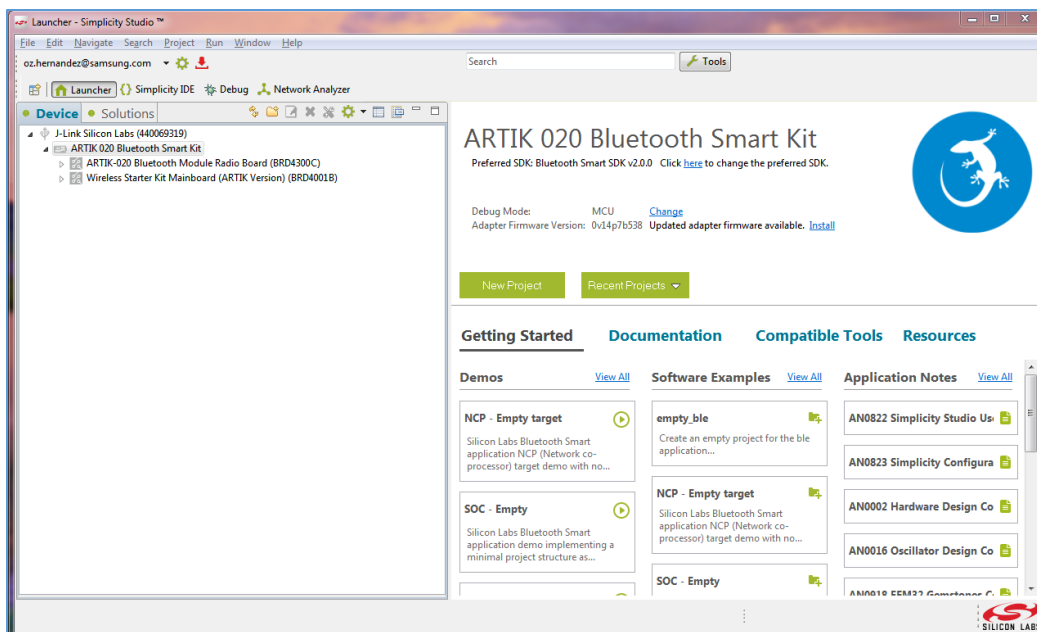 Launcher - Simplicity Studio ™
File Edit Navigate Search Project Run Window Help
oz.hernandez@samsung.com
Search
Tools
Launcher
Simplicity IDE
Debug
Network Analyzer
Device
Solutions
J-Link Silicon Labs (440069319)
ARTIK 020 Bluetooth Smart Kit
ARTIK-020 Bluetooth Module Radio Board (BRD4300C)
Wireless Starter Kit Mainboard (ARTIK Version) (BRD4001B)
ARTIK 020 Bluetooth Smart Kit
Preferred SDK: Bluetooth Smart SDK v2.0.0 Click here to change the preferred SDK.
Debug Mode: MCU Change
Adapter Firmware Version: 0v14p7b538 Updated adapter firmware available. Install
New Project
Recent Projects
Getting Started
Documentation
Compatible Tools
Resources
Demos View All
NCP - Empty target
Silicon Labs Bluetooth Smart
application NCP (Network co-
processor) target demo with no...
SOC - Empty
Silicon Labs Bluetooth Smart
application demo implementing a
minimal project structure as...
Software Examples View All
empty_ble
Create an empty project for the ble
application...
NCP - Empty target
Silicon Labs Bluetooth Smart
application NCP (Network co-
processor) target demo with no...
SOC - Empty
Application Notes View All
AN0822 Simplicity Studio Us
AN0823 Simplicity Configura
AN0002 Hardware Design Co
AN0016 Oscillator Design Co
AN0918 EFM32 Gemstones
SILICON LABS